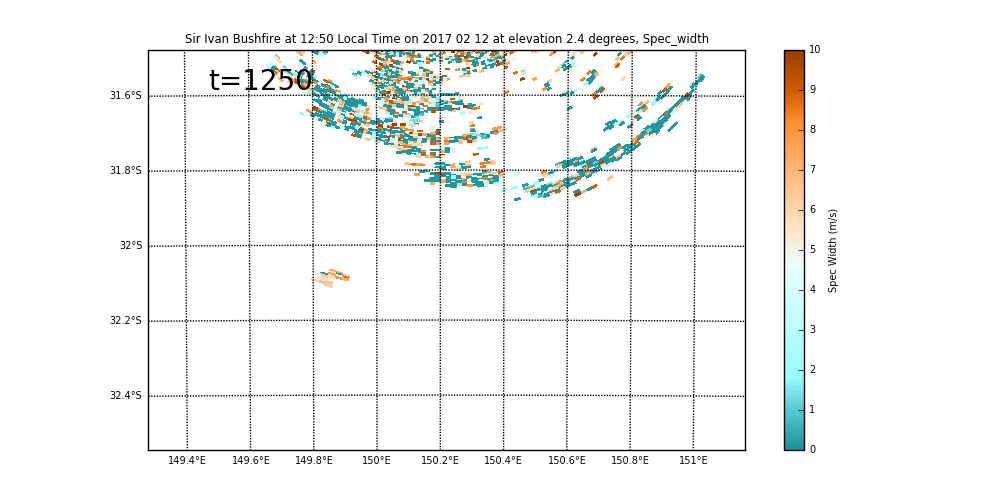 Sir Ivan Bushfire at 12:50 Local Time on 2017 02 12 at elevation 2.4 degrees, Spec_width
t=1250
31.6°S
31.8°S
32°S
32.2°S
32.4°S
149.4°E 149.6°E 149.8°E 150°E 150.2°E 150.4°E 150.6°E 150.8°E 151°E
10
9
8
7
6
5
4
3
2
1
0
Spec Width (m/s)